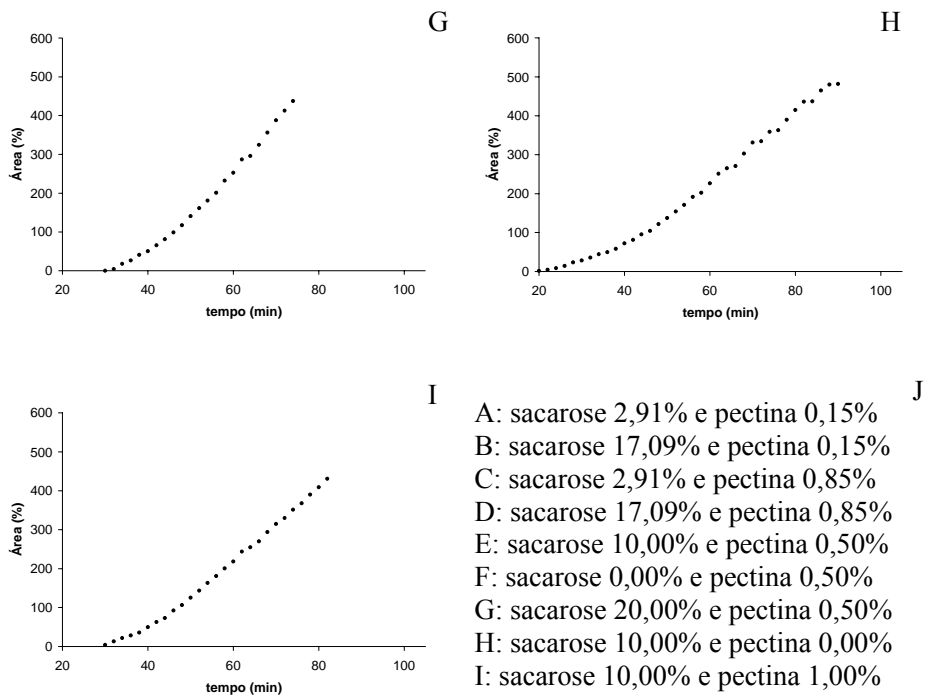 G
600
500
400
300
200
100
0
20 40 60 80 100
Área (%)
tempo (min)
H
600
500
400
300
200
100
0
20 40 60 80 100
Área (%)
tempo (min)
I
600
500
400
300
200
100
0
20 40 60 80 100
Área (%)
tempo (min)
J
A: sacarose 2,91% e pectina 0,15%
B: sacarose 17,09% e pectina 0,15%
C: sacarose 2,91% e pectina 0,85%
D: sacarose 17,09% e pectina 0,85%
E: sacarose 10,00% e pectina 0,50%
F: sacarose 0,00% e pectina 0,50%
G: sacarose 20,00% e pectina 0,50%
H: sacarose 10,00% e pectina 0,00%
I: sacarose 10,00% e pectina 1,00%